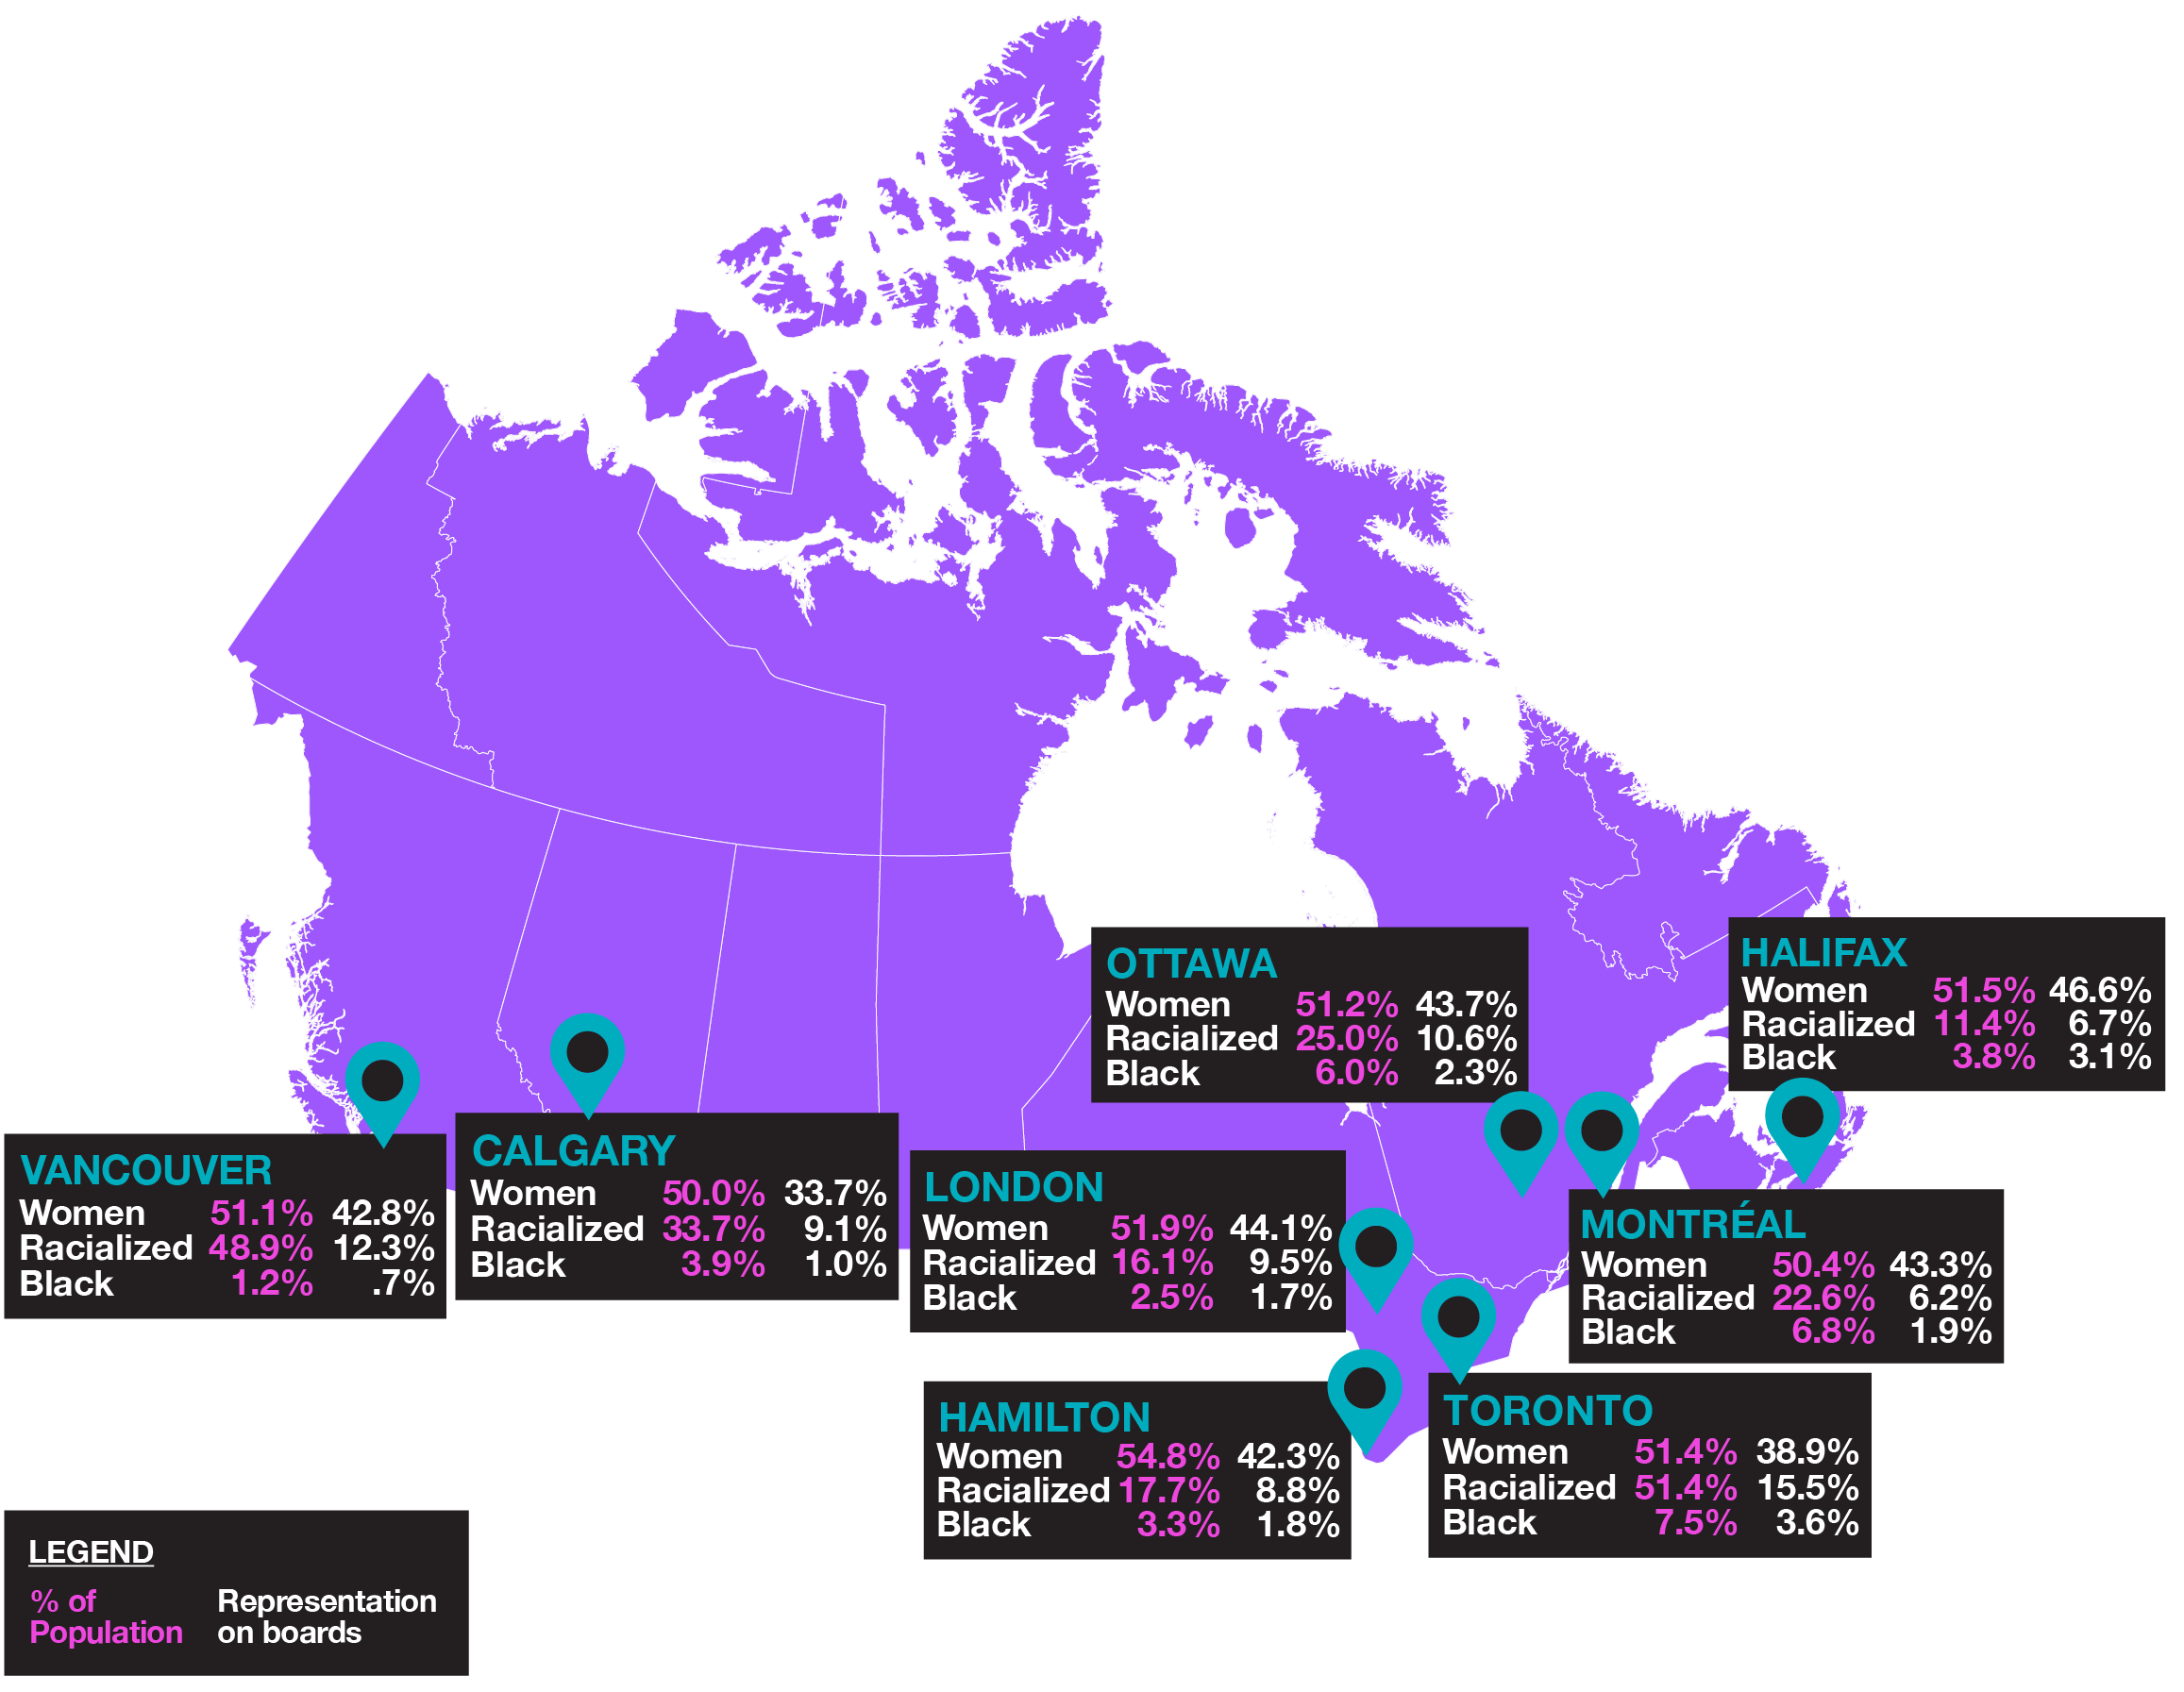 OTTAWA
Women 51.2% 43.7%
Racialized 25.0% 10.6%
Black 6.0% 2.3%
HALIFAX
Women 51.5% 46.6%
Racialized 11.4% 6.7%
Black 3.8% 3.1%
VANCOUVER
Women 51.1% 42.8%
Racialized 48.9% 12.3%
Black 1.2% .7%
CALGARY
Women 50.0% 33.7%
Racialized 33.7% 9.1%
Black 3.9% 1.0%
LONDON
Women 51.9% 44.1%
Racialized 16.1% 9.5%
Black 2.5% 1.7%
MONTRÉAL
Women 50.4% 43.3%
Racialized 22.6% 6.2%
Black 6.8% 1.9%
HAMILTON
Women 54.8% 42.3%
Racialized 17.7% 8.8%
Black 3.3% 1.8%
TORONTO
Women 51.4% 38.9%
Racialized 51.4% 15.5%
Black 7.5% 3.6%
LEGEND
% of
Population
Representation
on boards